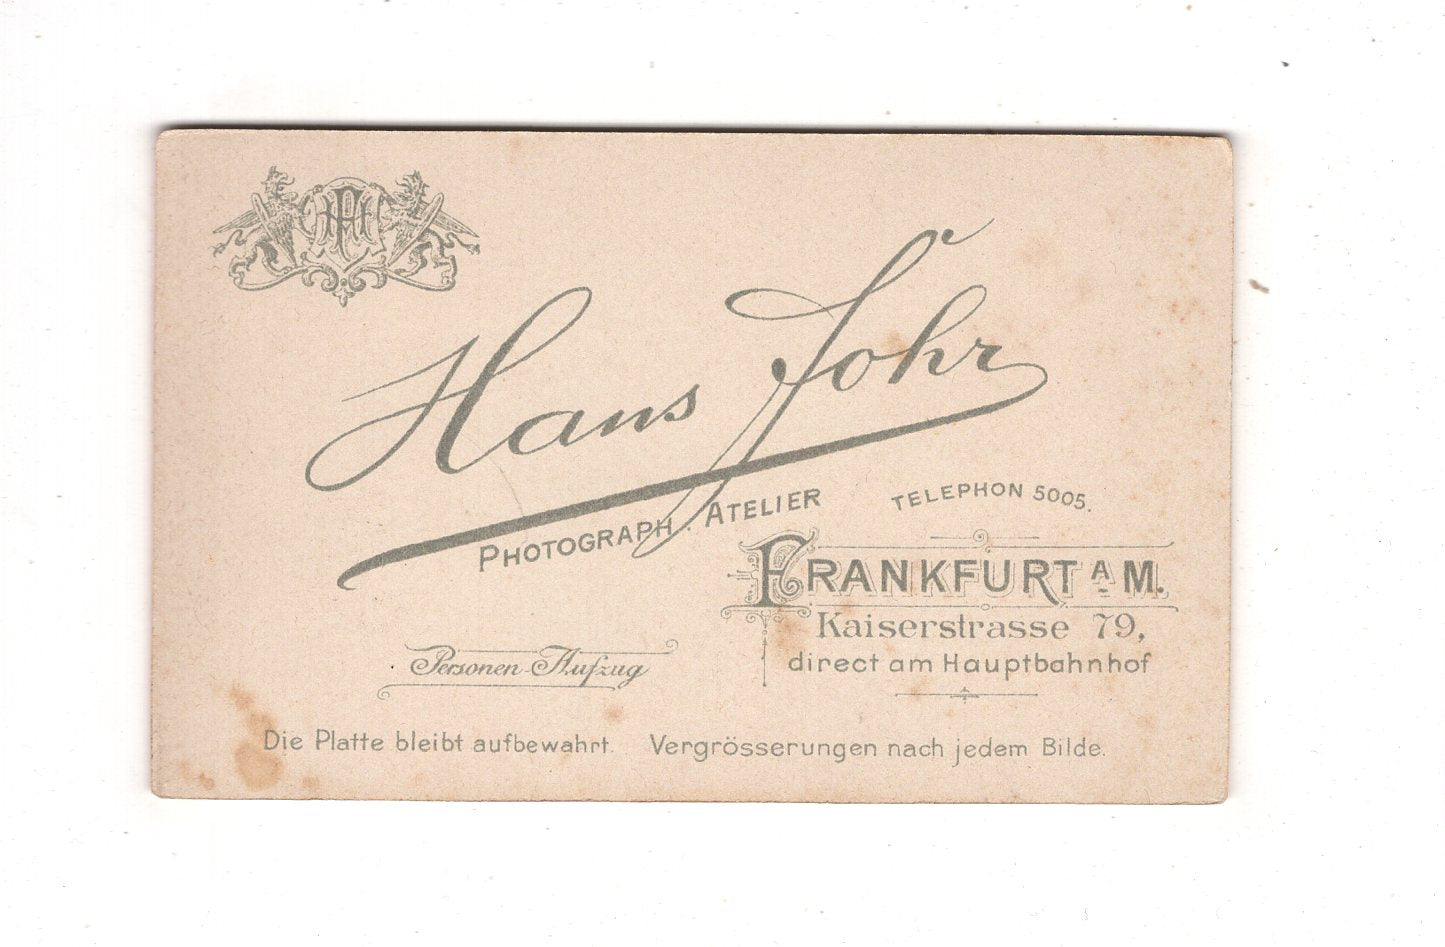 Hans Johr
PHOTOGRAPH. ATELIER
TELEPHON 5005.
FRANKFURT A M.
Kaiserstrasse 79,
direct am Hauptbahnhof
Personen-Aufzug
Die Platte bleibt aufbewahrt. Vergrösserungen nach jedem Bilde.